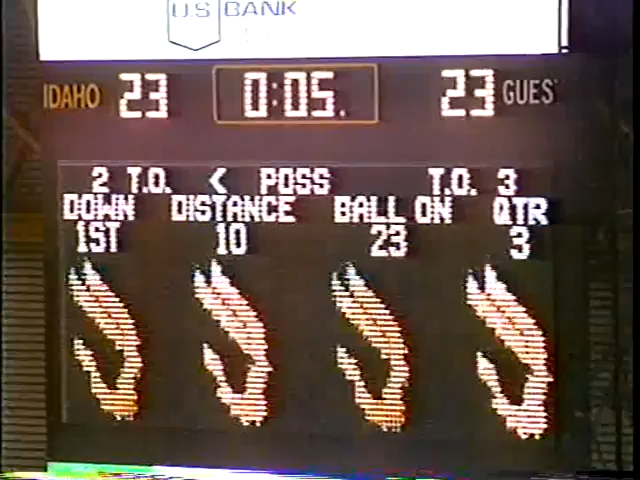 U.S BANK
IDAHO 23 0:05. 23 GUES
2 T.O. < POSS T.O. 3
DOWN DISTANCE BALL ON QTR
1ST 10 23 3